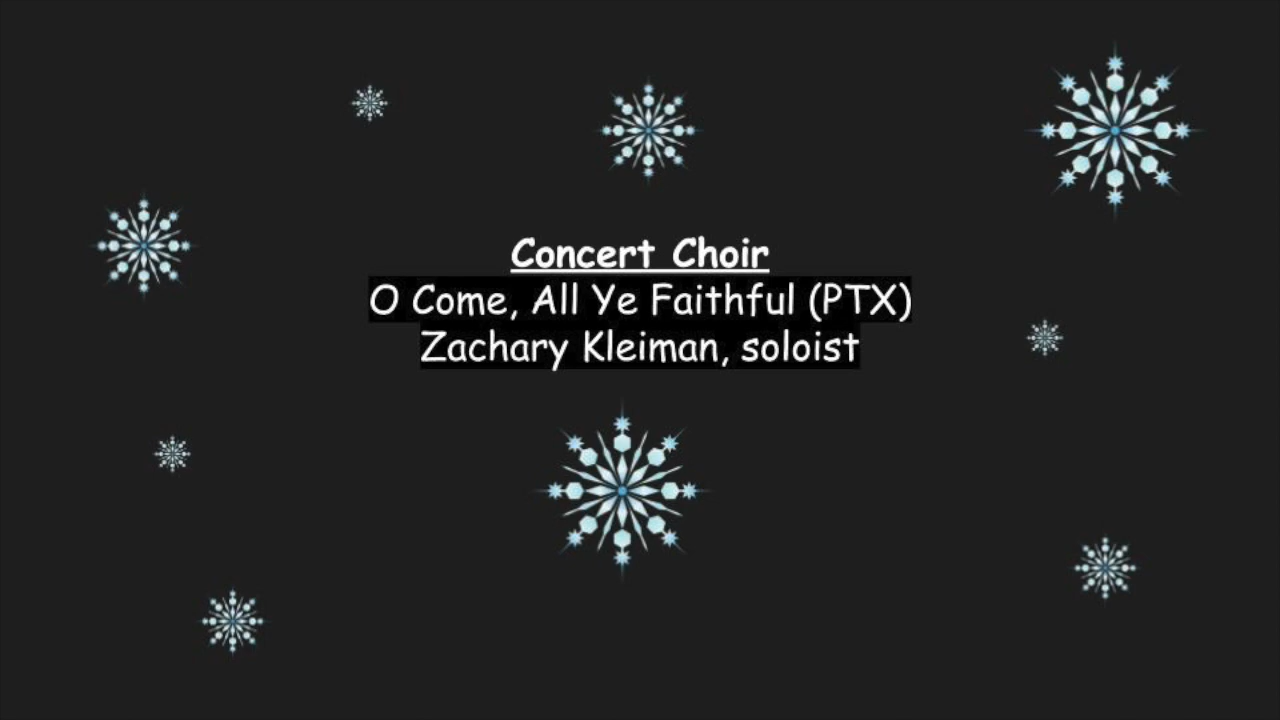 Concert Choir
O Come, All Ye Faithful (PTX)
Zachary Kleiman, soloist